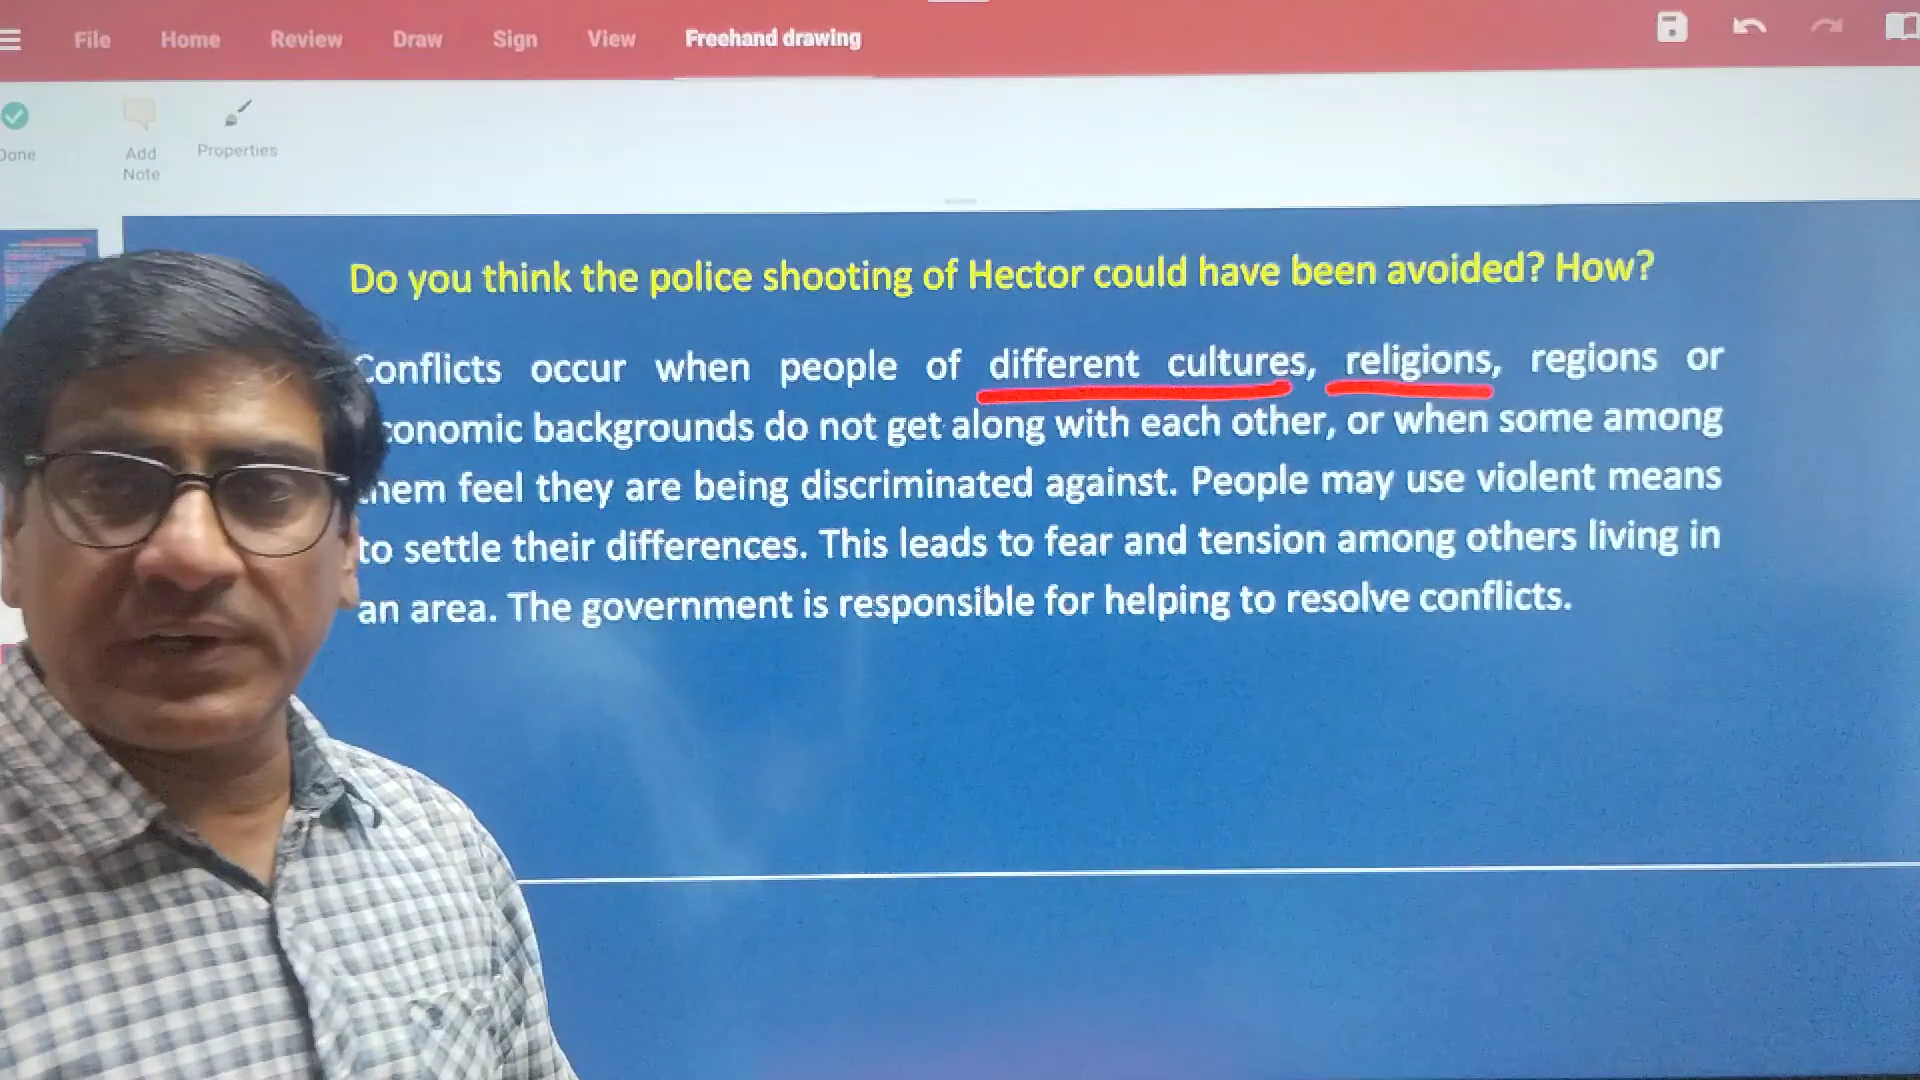 File Home Review Draw Sign View Freehand drawing
Done Add Note Properties
Do you think the police shooting of Hector could have been avoided? How?
Conflicts occur when people of different cultures, religions, regions or
conomic backgrounds do not get along with each other, or when some among
them feel they are being discriminated against. People may use violent means
to settle their differences. This leads to fear and tension among others living in
an area. The government is responsible for helping to resolve conflicts.